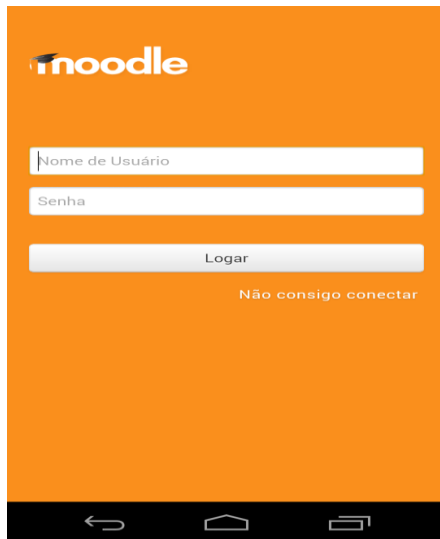 moodle
Nome de Usuário
Senha
Logar
Não consigo conectar